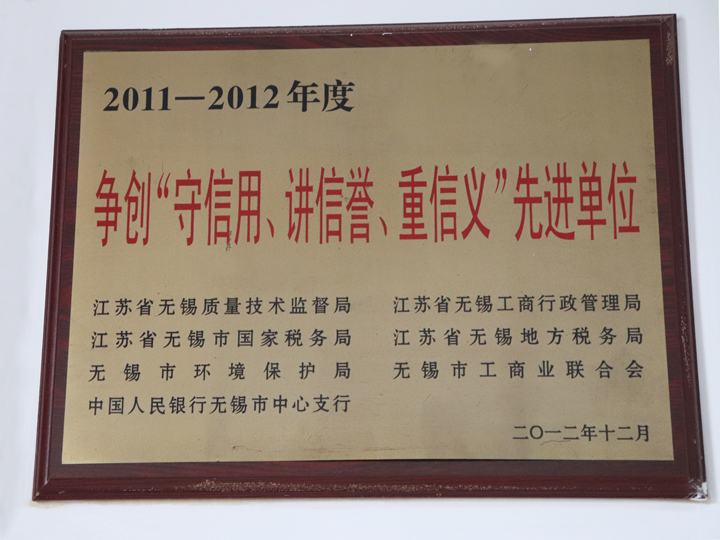 2011—2012年度
争创“守信用、讲信誉、重信义”先进单位
江苏省无锡质量技术监督局 江苏省无锡工商行政管理局
江苏省无锡市国家税务局 江苏省无锡地方税务局
无锡市环境保护局 无锡市工商业联合会
中国人民银行无锡市中心支行
二〇一二年十二月